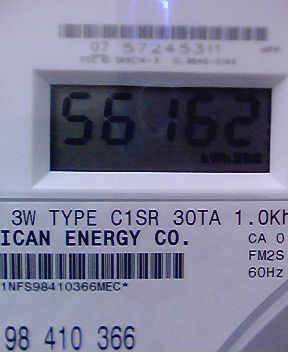 07 57245311
56162
kWh
3W TYPE C1SR 30TA 1.0Kh
ICAN ENERGY CO.
CA 0
FM2S
60Hz
1NFS98410366MEC*
98 410 366